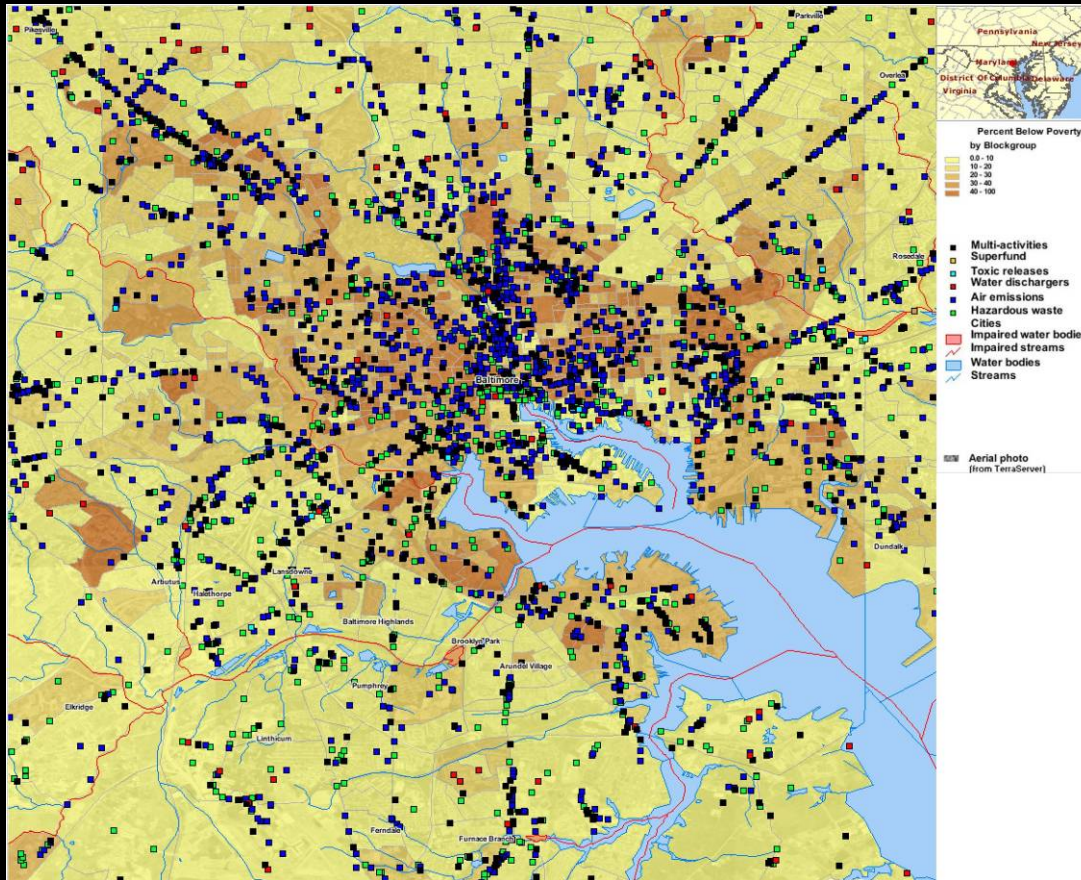 Pikesville
Parkville
Overlea
Rosedale
Baltimore
Dundalk
Arbutus
Lansdowne
Halethorpe
Baltimore Highlands
Brooklyn Park
Arundel Village
Pumphrey
Elkridge
Linthicum
Ferndale
Furnace Branch
Pennsylvania
New Jersey
Maryland
District Of Columbia Delaware
Virginia
Percent Below Poverty
by Blockgroup
0.0 - 10
10 - 20
20 - 30
30 - 40
40 - 100
Multi-activities
Superfund
Toxic releases
Water dischargers
Air emissions
Hazardous waste
Cities
Impaired water bodie
Impaired streams
Water bodies
Streams
Aerial photo
(from TerraServer)